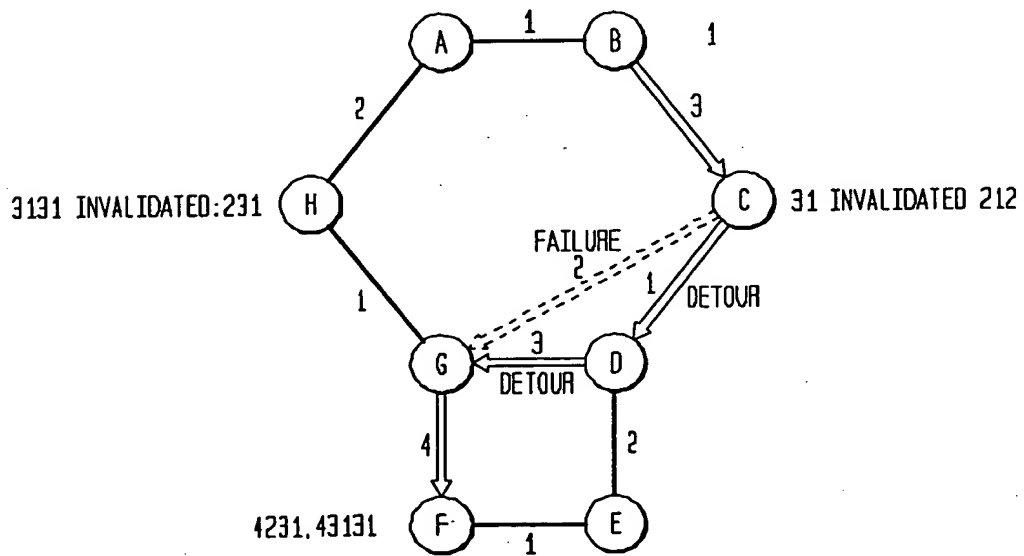 1
A
B
1
2
3
3131 INVALIDATED:231
H
C
31 INVALIDATED 212
FAILURE
2
1
1
DETOUR
3
G
D
DETOUR
4
2
4231,43131
F
E
1